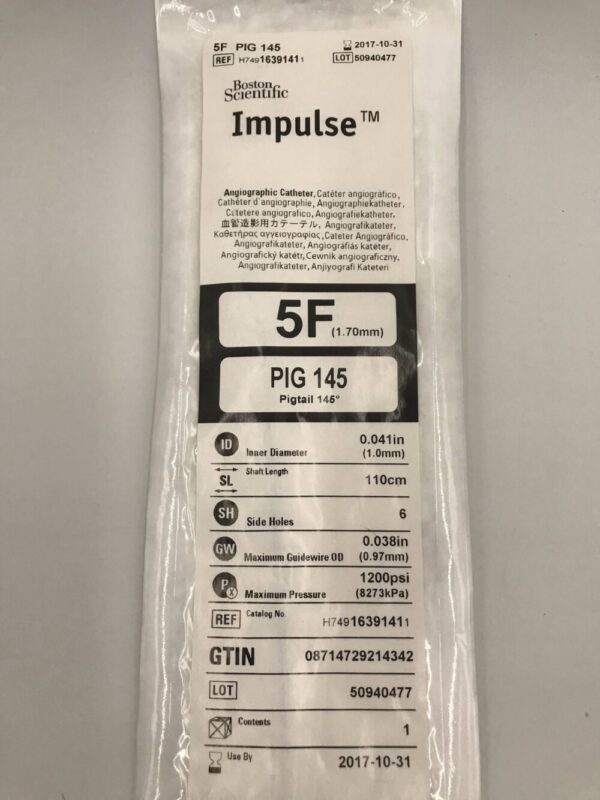 5F PIG 145
2017-10-31
REF H74916391411
LOT 50940477
Boston
Scientific
Impulse™
Angiographic Catheter, Catéter angiográfico,
Cathéter d'angiographie, Angiographiekatheter,
Catetere angiografico, Angiografiekatheter,
血管造影用カテーテル, Angiografikateter,
Καθετήρας αγγειογραφίας, Cateter Angiográfico,
Angiografikateter, Angiográfiás katéter,
Angiografický katétr, Cewnik angiograficzny,
Angiografikateter, Anjiyografi Kateteri
5F (1.70mm)
PIG 145
Pigtail 145°
ID Inner Diameter 0.041in
(1.0mm)
SL Shaft Length 110cm
SH Side Holes 6
GW Maximum Guidewire OD 0.038in
(0.97mm)
PX Maximum Pressure 1200psi
(8273kPa)
REF Catalog No. H74916391411
GTIN 08714729214342
LOT 50940477
Contents 1
Use By 2017-10-31